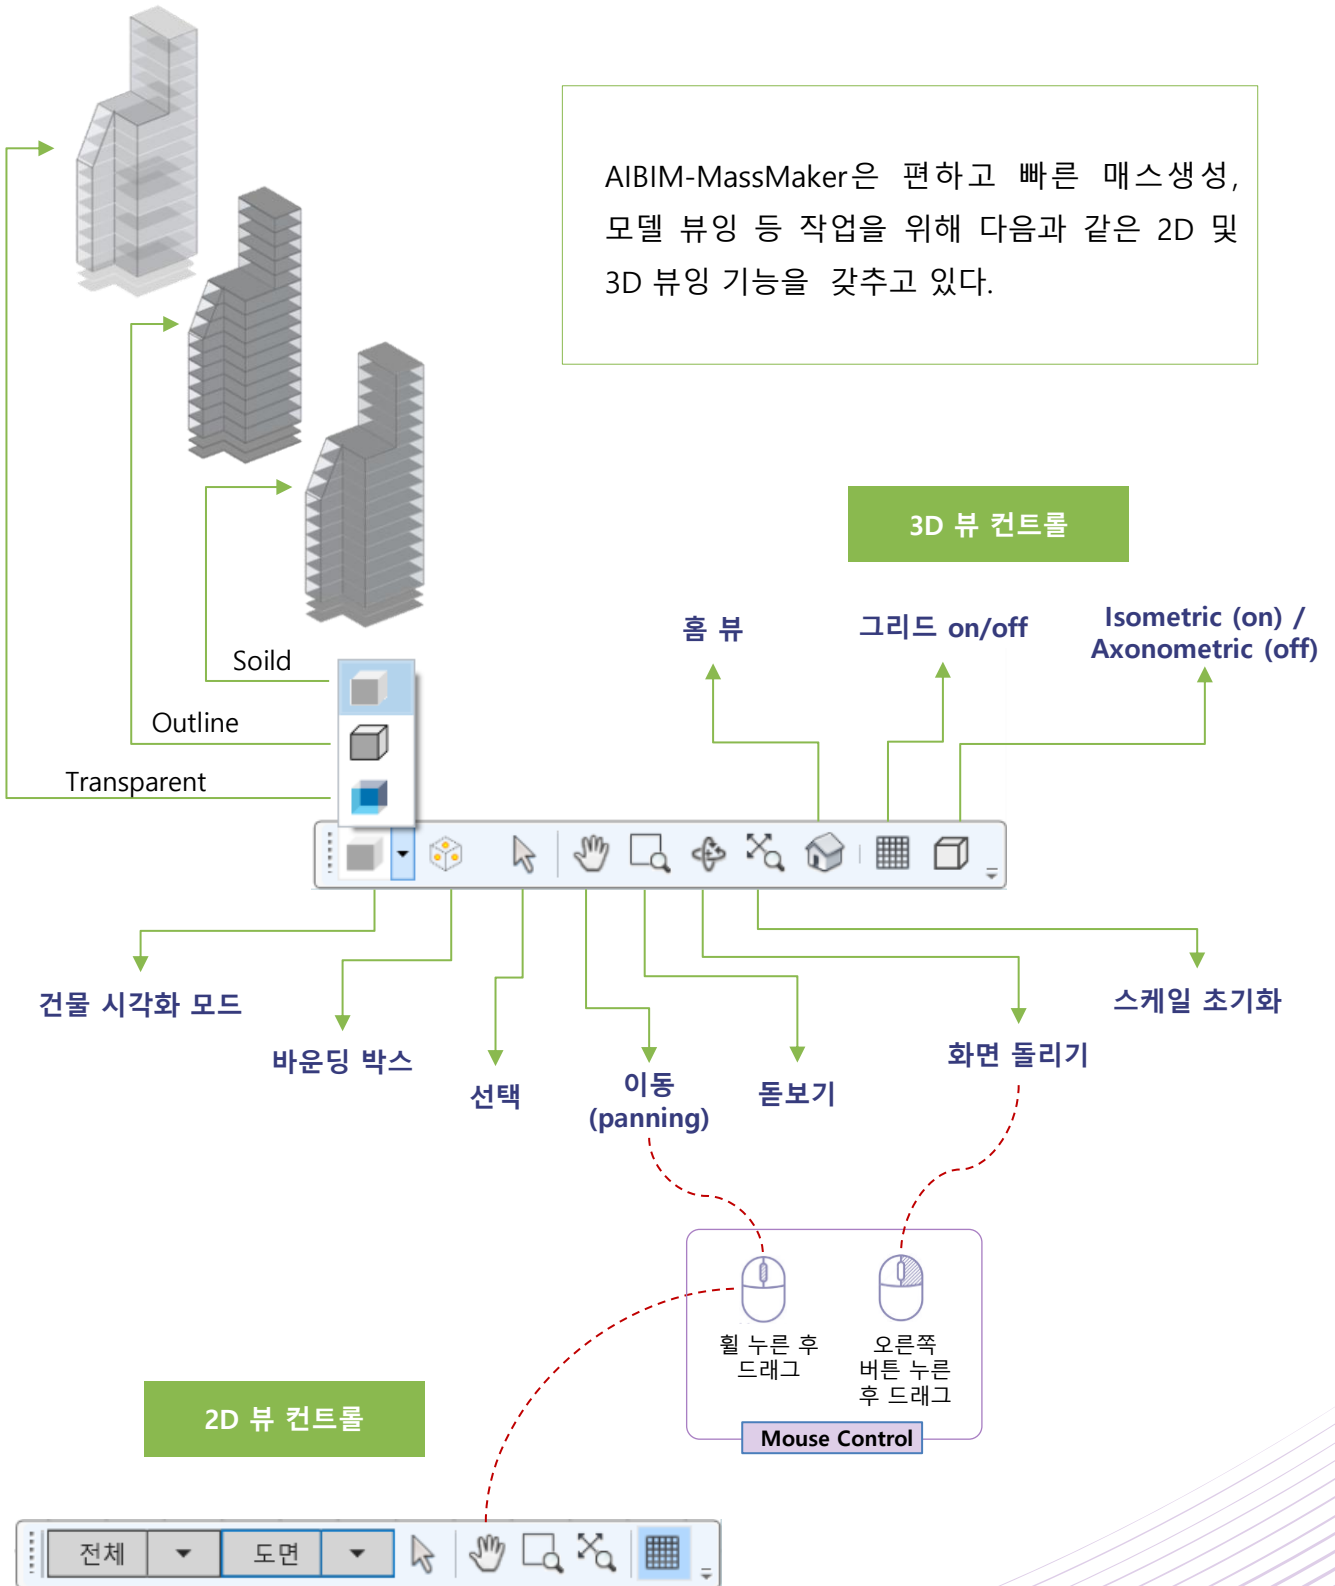 AIBIM-MassMaker은 편하고 빠른 매스생성,
모델 뷰잉 등 작업을 위해 다음과 같은 2D 및
3D 뷰잉 기능을 갖추고 있다.
3D 뷰 컨트롤
홈 뷰
그리드 on/off
Isometric (on) /
Axonometric (off)
Soild
Outline
Transparent
건물 시각화 모드
바운딩 박스
선택
이동
(panning)
돋보기
화면 돌리기
스케일 초기화
휠 누른 후
드래그
오른쪽
버튼 누른
후 드래그
Mouse Control
2D 뷰 컨트롤
전체
도면